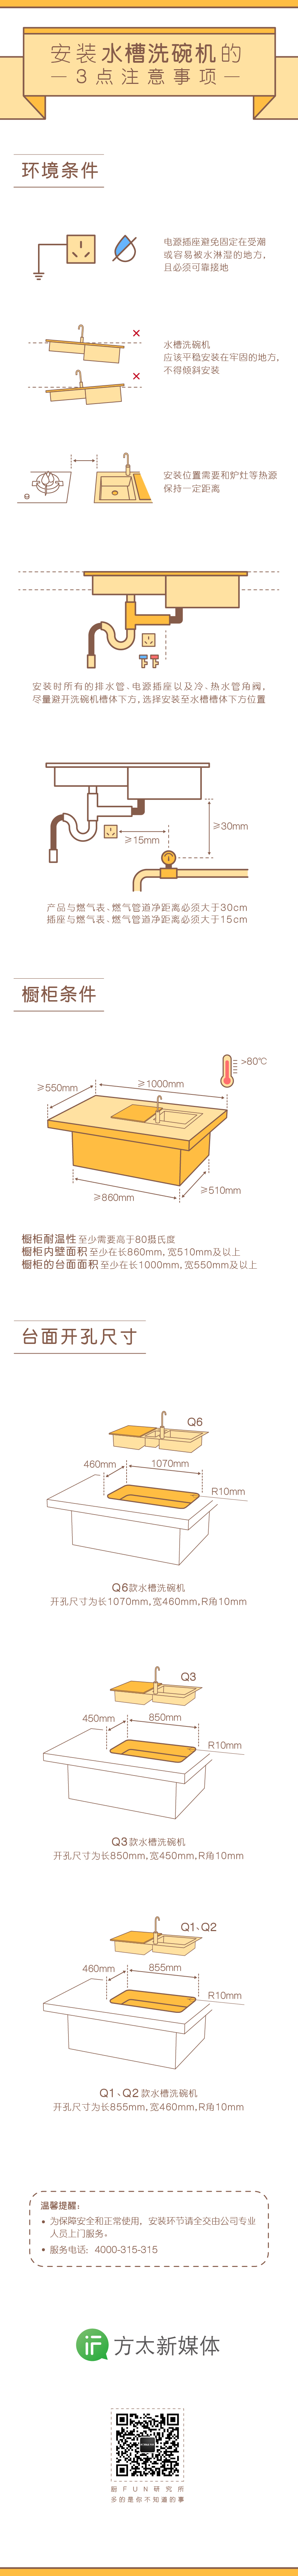 安装水槽洗碗机的
3点注意事项
环境条件
电源插座避免固定在受潮
或容易被水淋湿的地方，
且必须可靠接地
水槽洗碗机
应该平稳安装在牢固的地方，
不得倾斜安装
安装位置需要和炉灶等热源
保持一定距离
安装时所有的排水管、电源插座以及冷、热水管角阀，
尽量避开洗碗机槽体下方，选择安装至水槽槽体下方位置
≥30mm
≥15mm
产品与燃气表、燃气管道净距离必须大于30cm
插座与燃气表、燃气管道净距离必须大于15cm
橱柜条件
>80℃
≥550mm
≥1000mm
≥860mm
≥510mm
橱柜耐温性 至少需要高于80摄氏度
橱柜内壁面积 至少在长860mm，宽510mm及以上
橱柜的台面面积 至少在长1000mm，宽550mm及以上
台面开孔尺寸
Q6
460mm
1070mm
R10mm
Q6款水槽洗碗机
开孔尺寸为长1070mm，宽460mm，R角10mm
Q3
450mm
850mm
R10mm
Q3款水槽洗碗机
开孔尺寸为长850mm，宽450mm，R角10mm
Q1、Q2
460mm
855mm
R10mm
Q1、Q2款水槽洗碗机
开孔尺寸为长855mm，宽460mm，R角10mm
温馨提醒：
• 为保障安全和正常使用，安装环节请全交由公司专业
人员上门服务。
• 服务电话：4000-315-315
iF 方太新媒体
厨FUN研究所
多的是你不知道的事